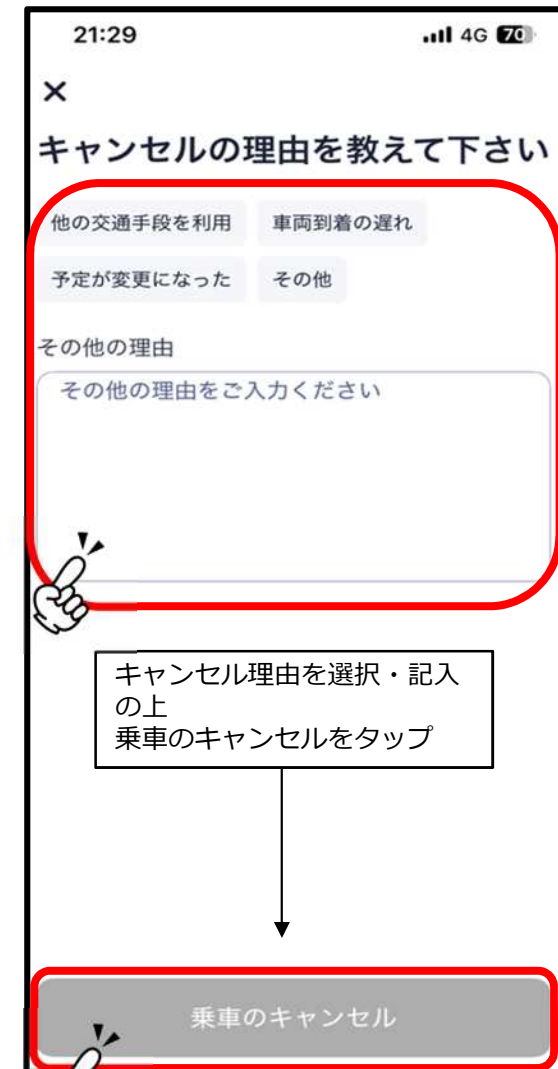 21:29 4G 70
×
キャンセルの理由を教えて下さい
他の交通手段を利用 車両到着の遅れ
予定が変更になった その他
その他の理由
その他の理由をご入力ください
キャンセル理由を選択・記入
の上
乗車のキャンセルをタップ
乗車のキャンセル